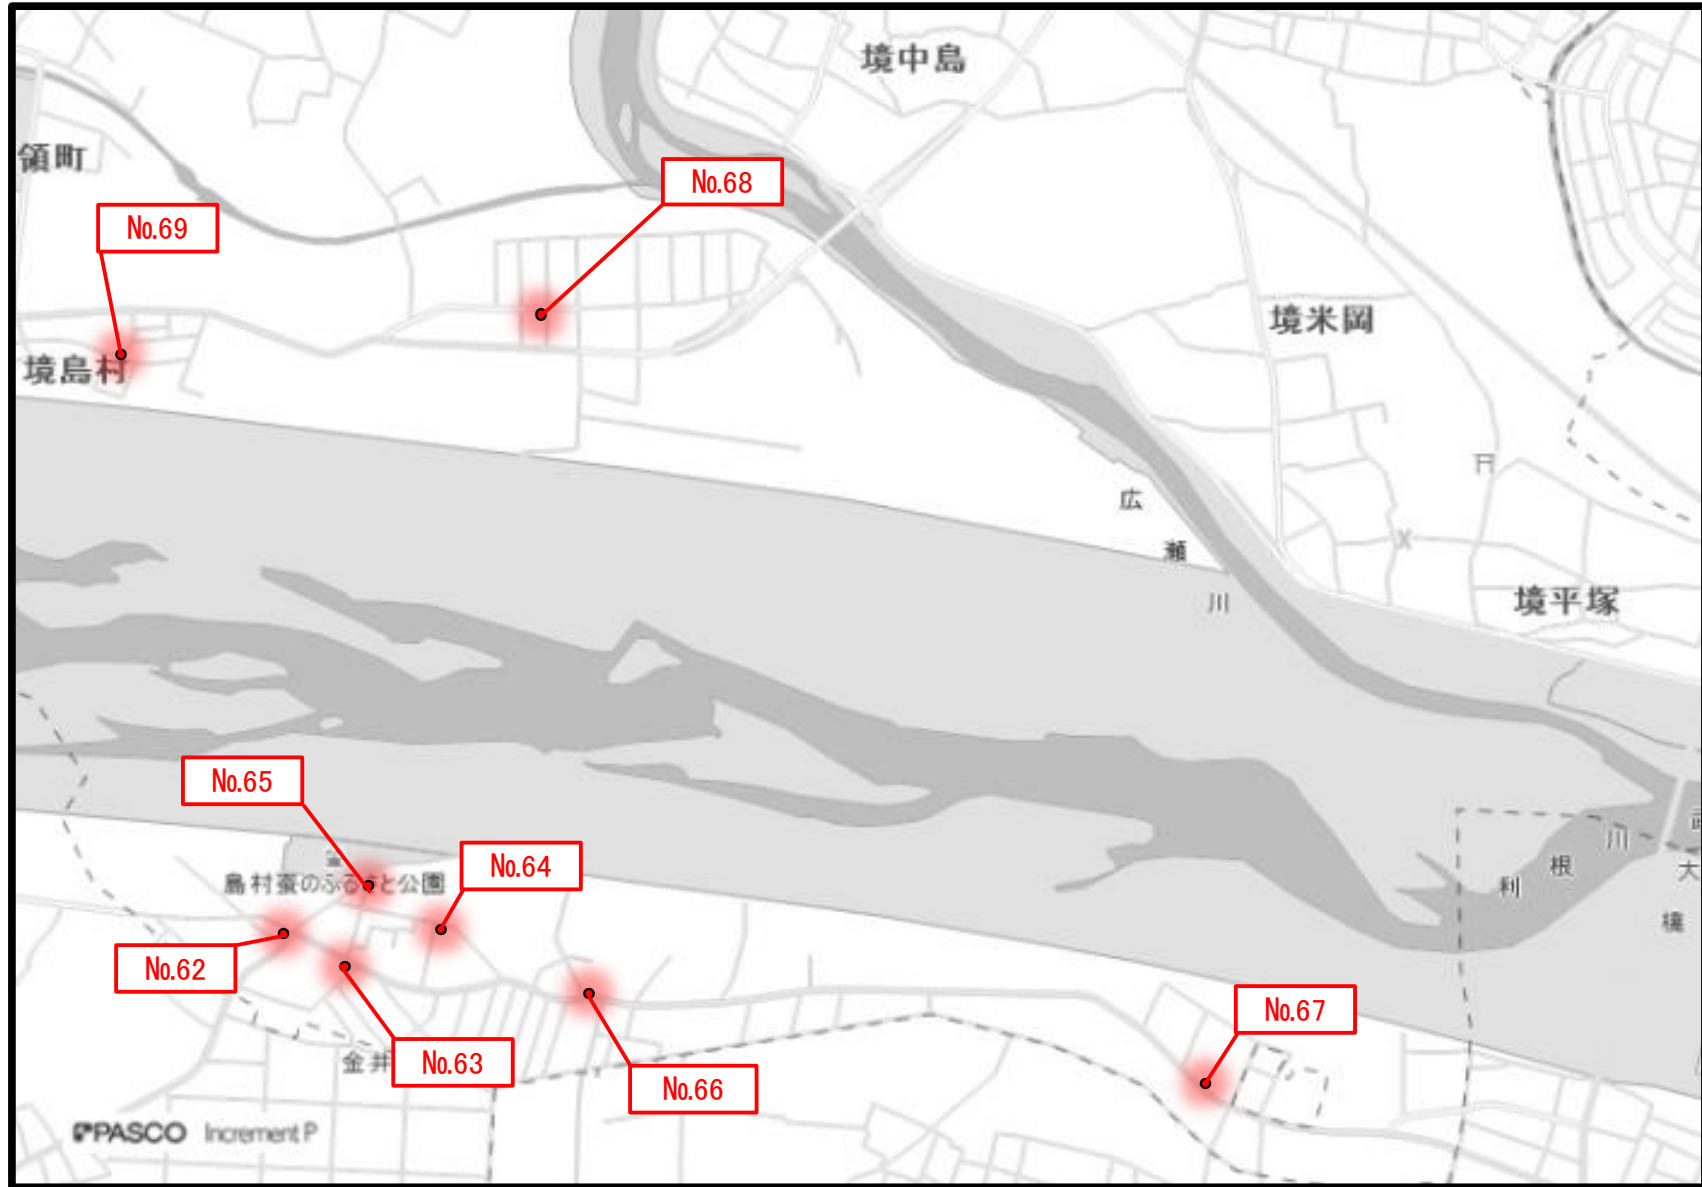 境中島
領町
No.68
No.69
境米岡
境島村
広瀬川
境平塚
No.65
川
根
利
大
橋
No.64
島村蚕のふるさと公園
No.62
No.67
No.63
金井
No.66
PASCO Increment P